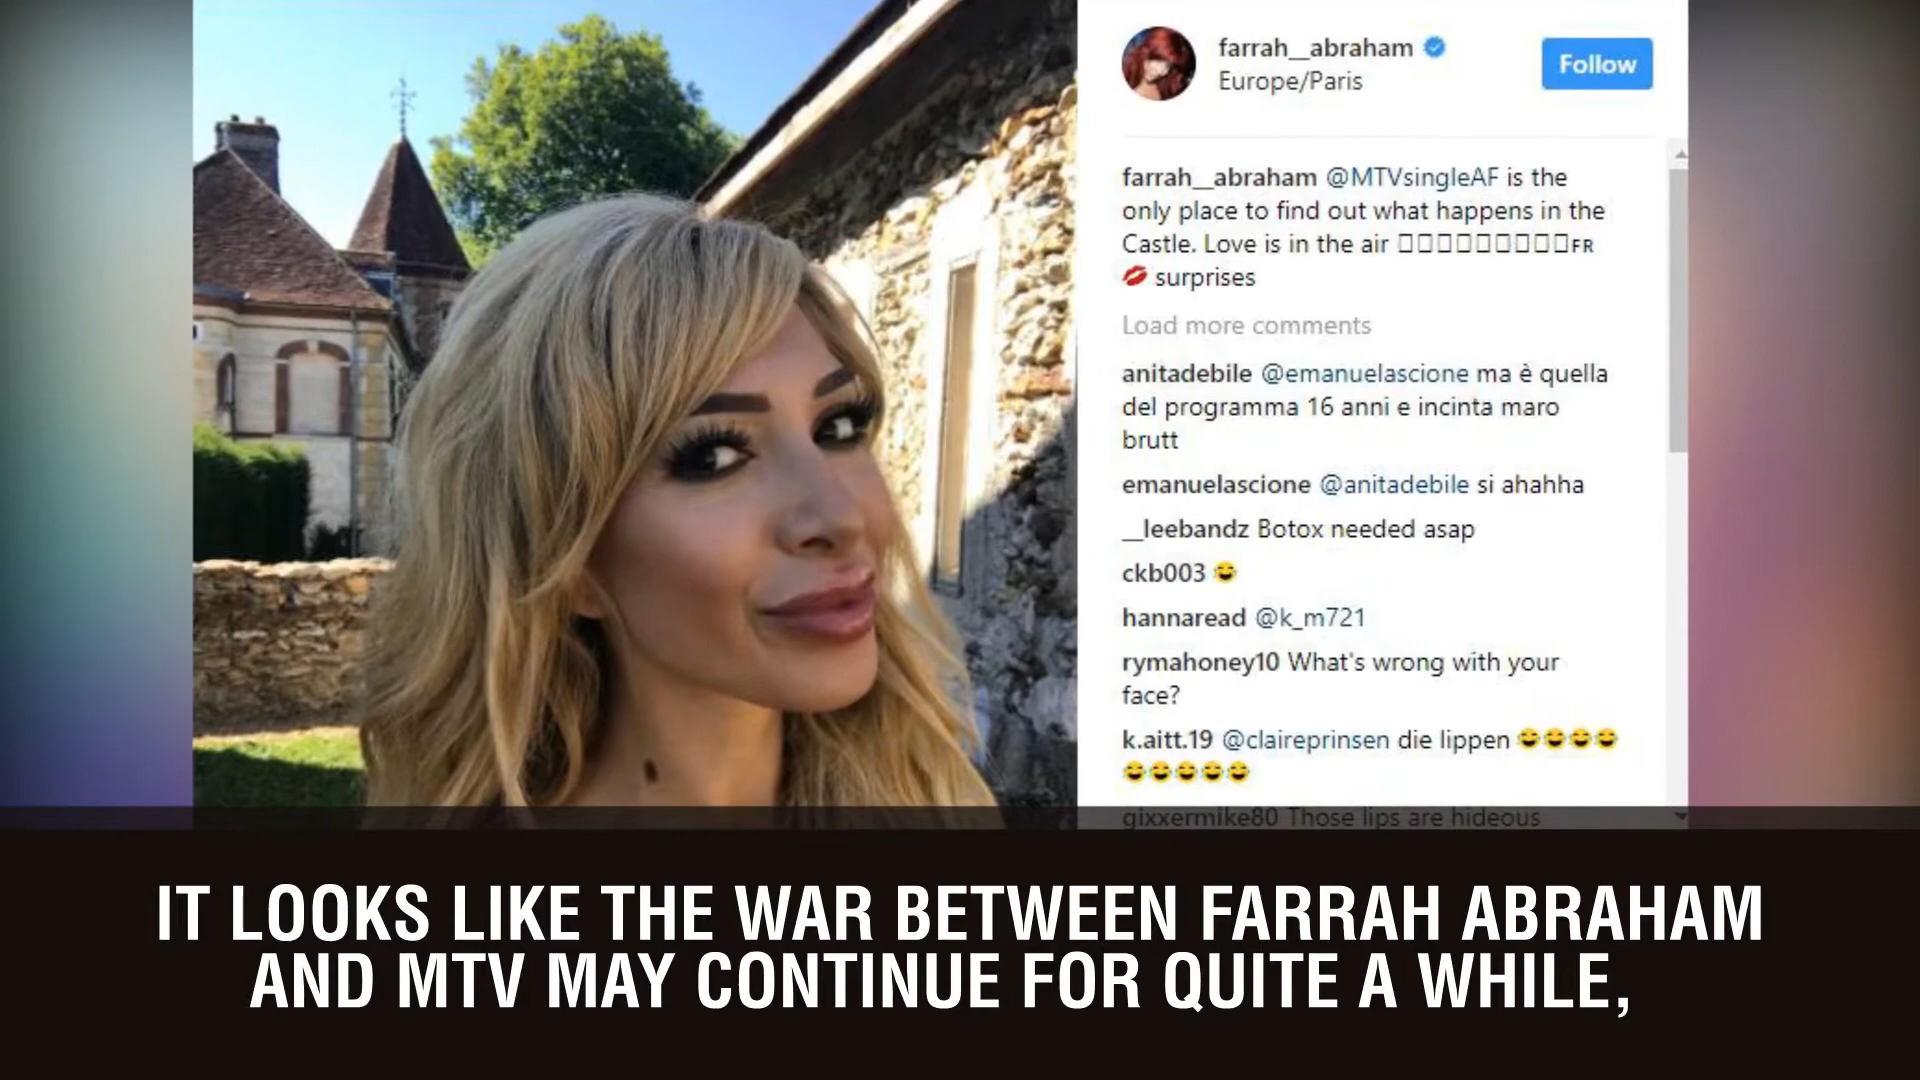 farrah__abraham
Follow
Europe/Paris
farrah__abraham @MTVsingleAF is the
only place to find out what happens in the
Castle. Love is in the air □□□□□□□□□□FR
💋 surprises
Load more comments
anitadebile @emanuelascione ma è quella
del programma 16 anni e incinta maro
brutt
emanuelascione @anitadebile si ahahha
__leebandz Botox needed asap
ckb003 😂
hannaread @k_m721
rymahoney10 What's wrong with your
face?
k.aitt.19 @claireprinsen die lippen 😂😂😂😂
😂😂😂😂😂
gixxermike80 Those lips are hideous
IT LOOKS LIKE THE WAR BETWEEN FARRAH ABRAHAM
AND MTV MAY CONTINUE FOR QUITE A WHILE,